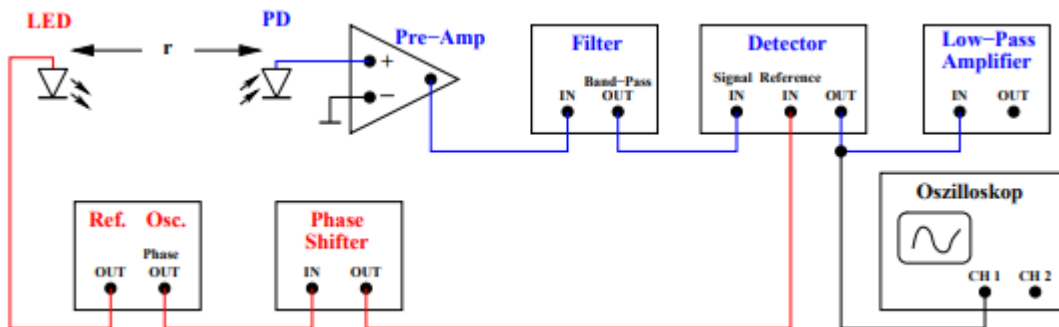 LED
r
PD
Pre-Amp
+
−
Filter
Band-Pass
IN OUT
Detector
Signal Reference
IN IN OUT
Low-Pass
Amplifier
IN OUT
Ref. Osc.
Phase
OUT OUT
Phase
Shifter
IN OUT
Oszilloskop
CH 1 CH 2